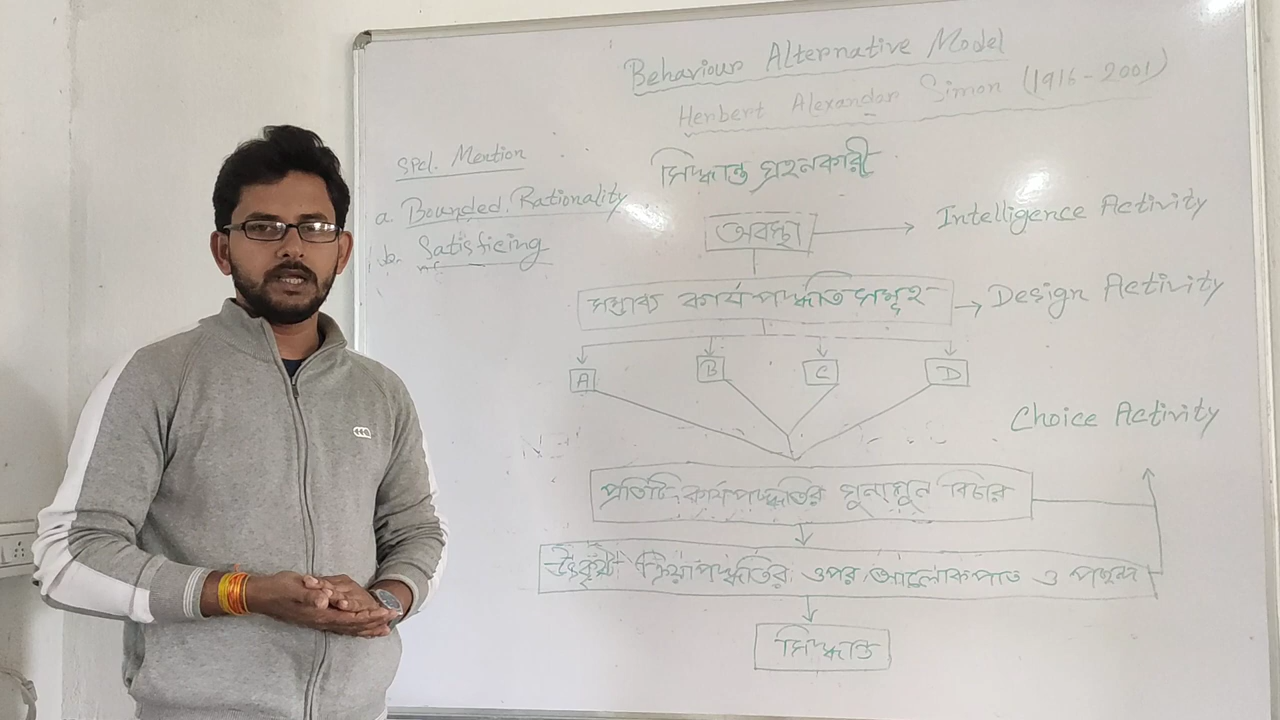 Behaviour Alternative Model
Herbert Alexander Simon (1916-2001)
Spcl. Mention
a. Bounded Rationality
b. Satisficing
সিদ্ধান্ত গ্রহনকারী
অবস্থা
Intelligence Activity
সম্ভাব্য কার্যপদ্ধতিসমূহ
Design Activity
A B C D
Choice Activity
প্রতিটি কার্যপদ্ধতির গুনাগুন বিচার
উৎকৃষ্ট ক্রিয়াপদ্ধতির ওপর আলোকপাত ও পছন্দ
সিদ্ধান্ত